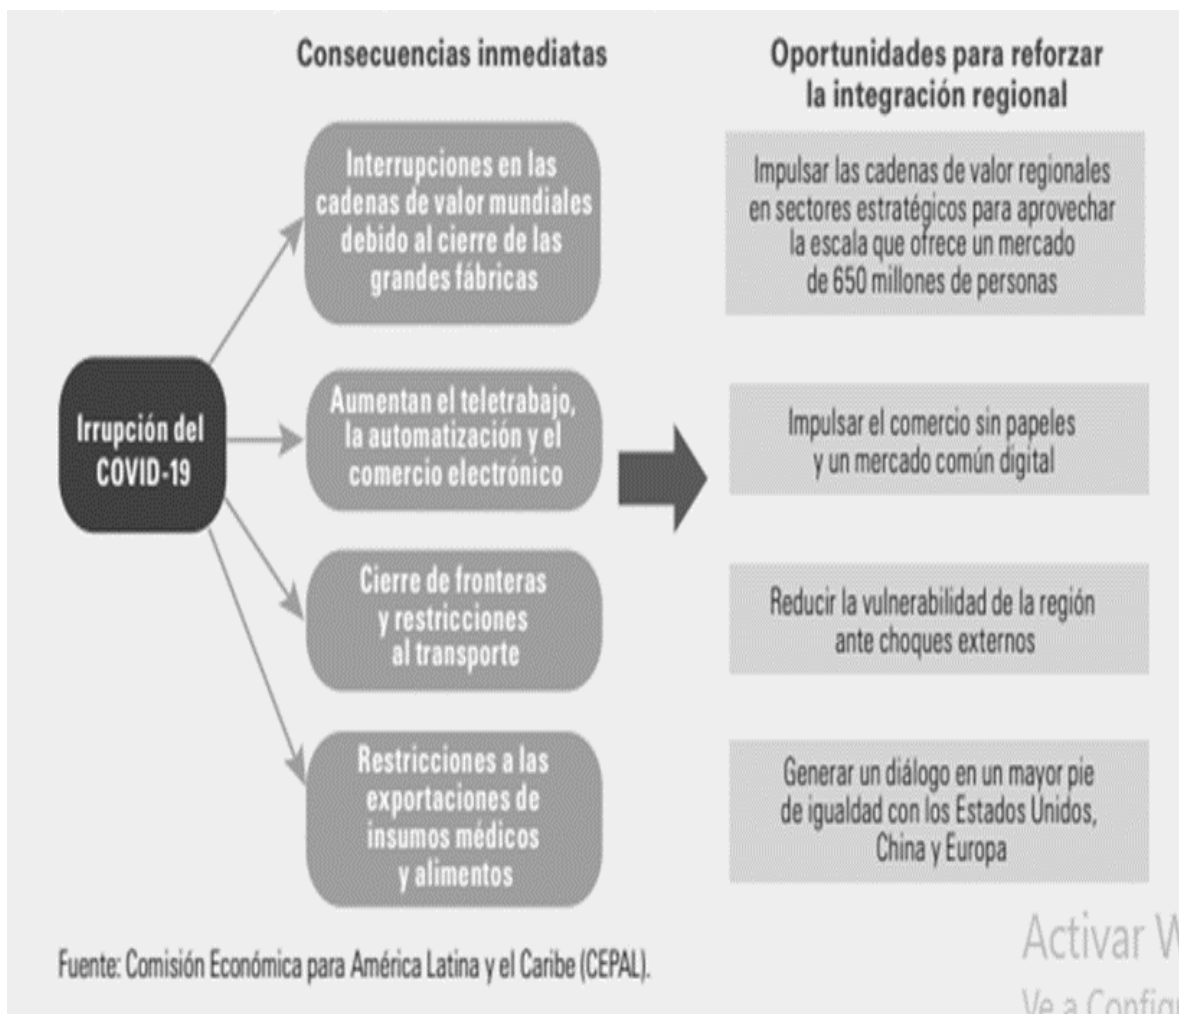 Consecuencias inmediatas
Oportunidades para reforzar
la integración regional
Irrupción del
COVID-19
Interrupciones en las
cadenas de valor mundiales
debido al cierre de las
grandes fábricas
Aumentan el teletrabajo,
la automatización y el
comercio electrónico
Cierre de fronteras
y restricciones
al transporte
Restricciones a las
exportaciones de
insumos médicos
y alimentos
Impulsar las cadenas de valor regionales
en sectores estratégicos para aprovechar
la escala que ofrece un mercado
de 650 millones de personas
Impulsar el comercio sin papeles
y un mercado común digital
Reducir la vulnerabilidad de la región
ante choques externos
Generar un diálogo en un mayor pie
de igualdad con los Estados Unidos,
China y Europa
Fuente: Comisión Económica para América Latina y el Caribe (CEPAL).
Activar W
Ve a Config